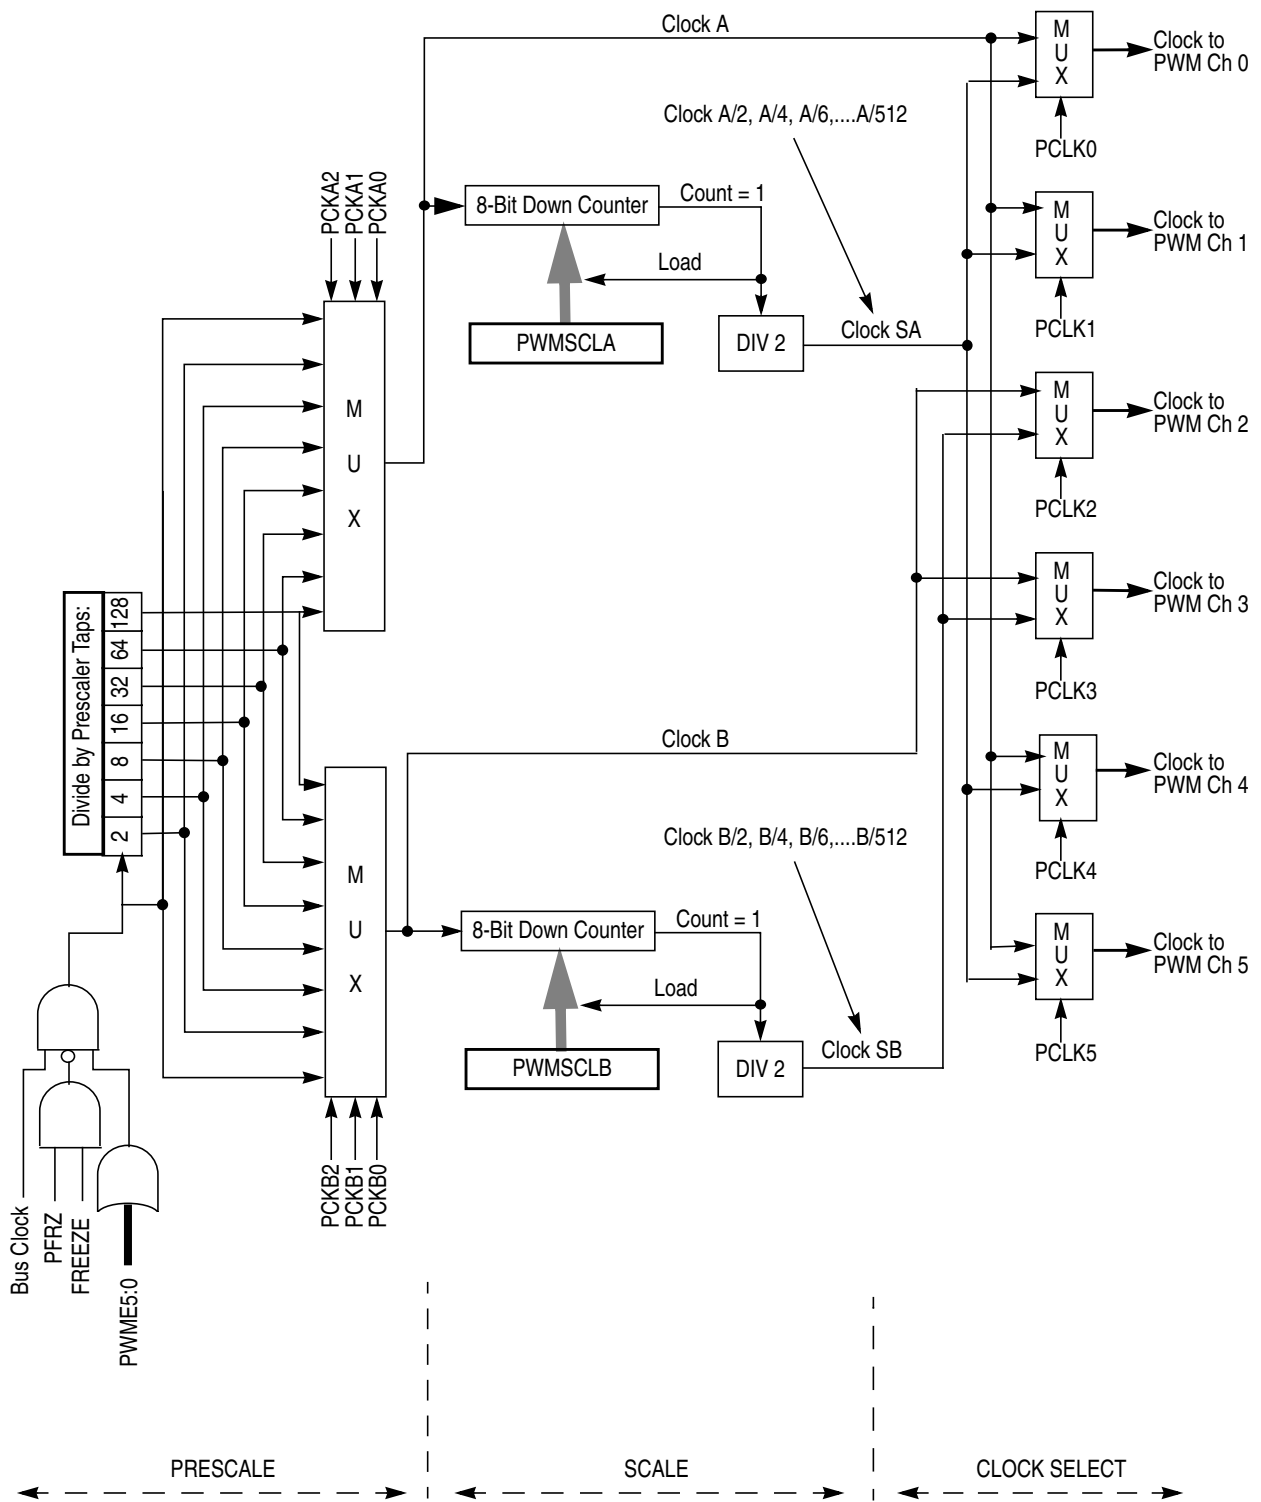 Clock A
M
U
X
Clock to
PWM Ch 0
PCLK0
Clock A/2, A/4, A/6,....A/512
PCKA2
PCKA1
PCKA0
8-Bit Down Counter
Count = 1
M
U
X
Clock to
PWM Ch 1
PCLK1
Load
PWMSCLA
DIV 2
Clock SA
M
U
X
M
U
X
Clock to
PWM Ch 2
PCLK2
M
U
X
Clock to
PWM Ch 3
PCLK3
Divide by Prescaler Taps:
128
64
32
16
8
4
2
Clock B
M
U
X
Clock to
PWM Ch 4
PCLK4
Clock B/2, B/4, B/6,....B/512
M
U
X
8-Bit Down Counter
Count = 1
M
U
X
Clock to
PWM Ch 5
PCLK5
Load
PWMSCLB
DIV 2
Clock SB
PCKB2
PCKB1
PCKB0
Bus Clock
PFRZ
FREEZE
PWME5:0
PRESCALE
SCALE
CLOCK SELECT